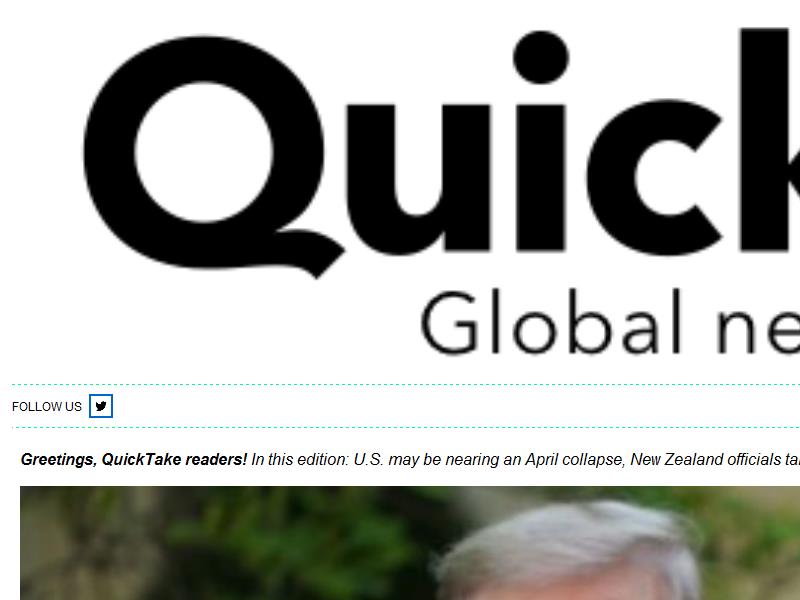 Quick
Global ne
FOLLOW US
Greetings, QuickTake readers! In this edition: U.S. may be nearing an April collapse, New Zealand officials ta